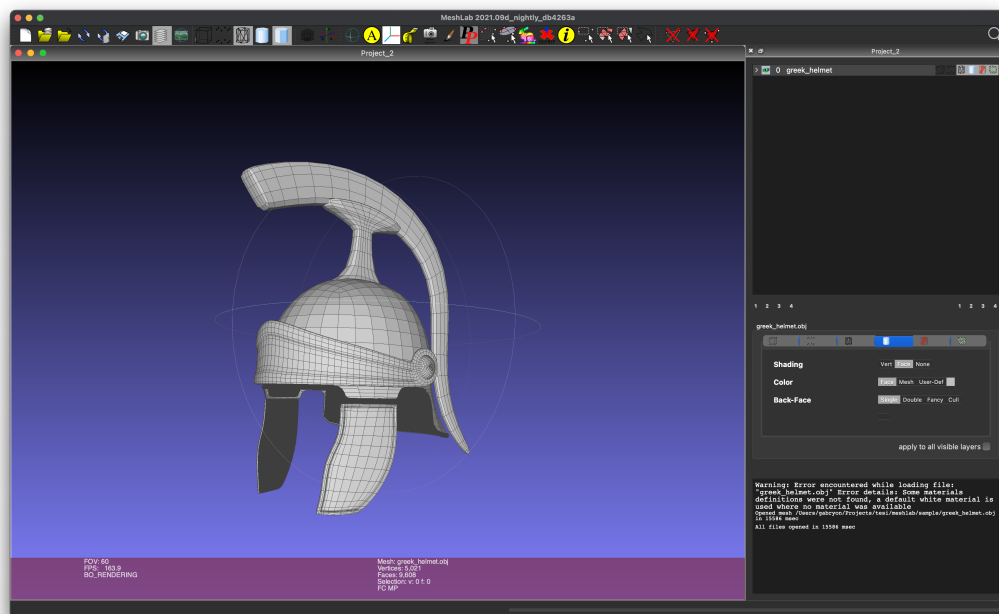 MeshLab 2021.09d_nightly_db4263a
Project_2
Project_2
0 greek_helmet
1 2 3 4
1 2 3 4
greek_helmet.obj
Shading
Vert Face None
Color
Face Mesh User-Def
Back-Face
Single Double Fancy Cull
apply to all visible layers
Warning: Error encountered while loading file:
"greek_helmet.obj" Error details: Some materials
definitions were not found, a default white material is
used where no material was available
Opened mesh /Users/gabryon/Projects/tesi/meshlab/sample/greek_helmet.obj
in 15586 msec
All files opened in 15586 msec
FOV: 60
FPS: 163.9
BO_RENDERING
Mesh: greek_helmet.obj
Vertices: 5,021
Faces: 9,608
Selection: v: 0 f: 0
FC MP